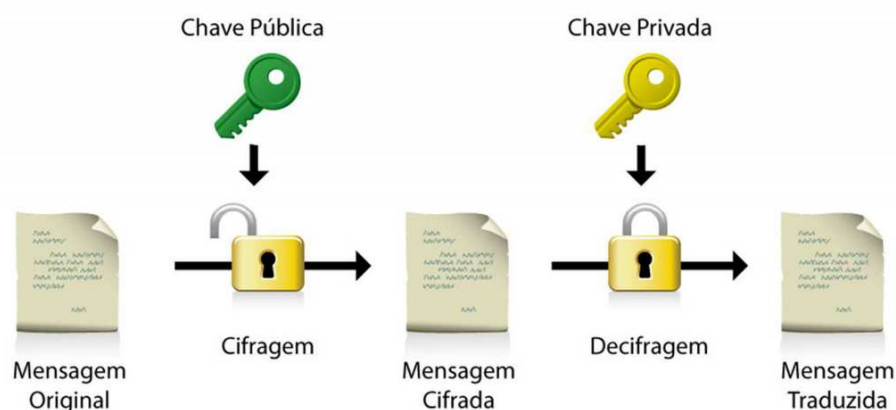 Chave Pública
Chave Privada
Cifragem
Decifragem
Mensagem
Original
Mensagem
Cifrada
Mensagem
Traduzida